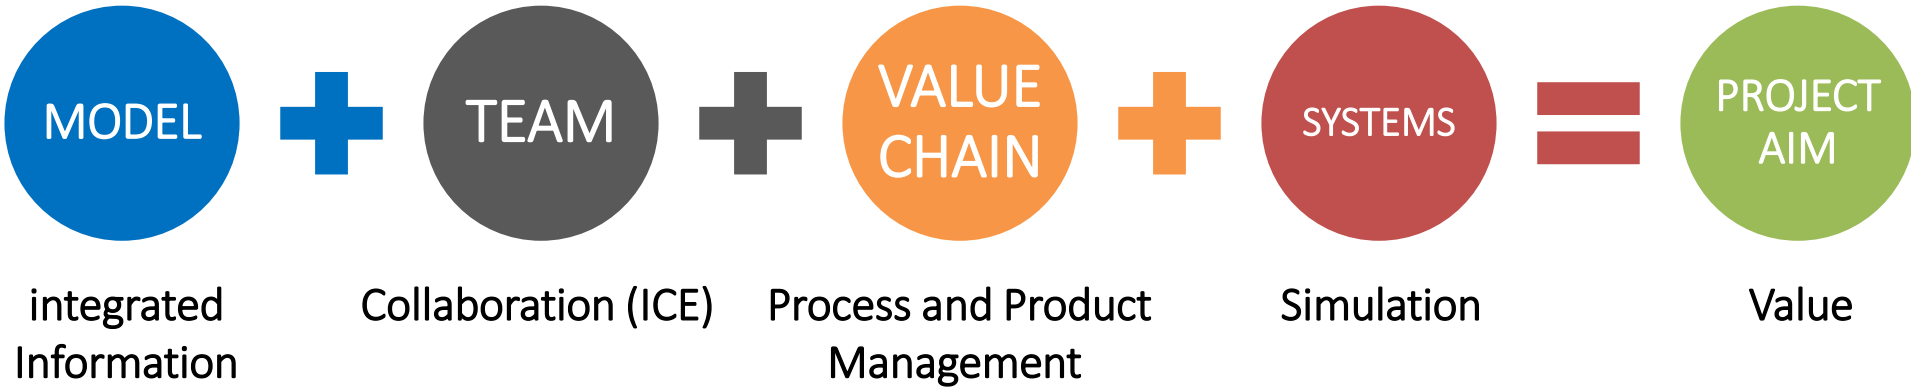 MODEL
TEAM
VALUE
CHAIN
SYSTEMS
PROJECT
AIM
integrated
Information
Collaboration (ICE)
Process and Product
Management
Simulation
Value